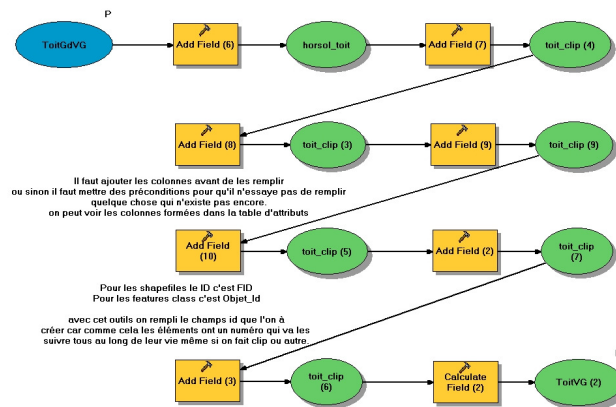 P
ToitGdVG
Add Field (6)
horsol_toit
Add Field (7)
toit_clip (4)
Add Field (8)
toit_clip (3)
Add Field (9)
toit_clip (9)
Il faut ajouter les colonnes avant de les remplir
ou sinon il faut mettre des préconditions pour qu'il n'essaye pas de remplir
quelque chose qui n'existe pas encore.
on peut voir les colonnes formées dans la table d'attributs
Add Field
(10)
toit_clip (5)
Add Field (2)
toit_clip
(7)
Pour les shapefiles le ID c'est FID
Pour les features class c'est Objet_Id
avec cet outils on rempli le champs id que l'on à
créer car comme cela les éléments ont un numéro qui va les
suivre tous au long de leur vie même si on fait clip ou autre.
Add Field (3)
toit_clip
(6)
Calculate
Field (2)
ToitVG (2)